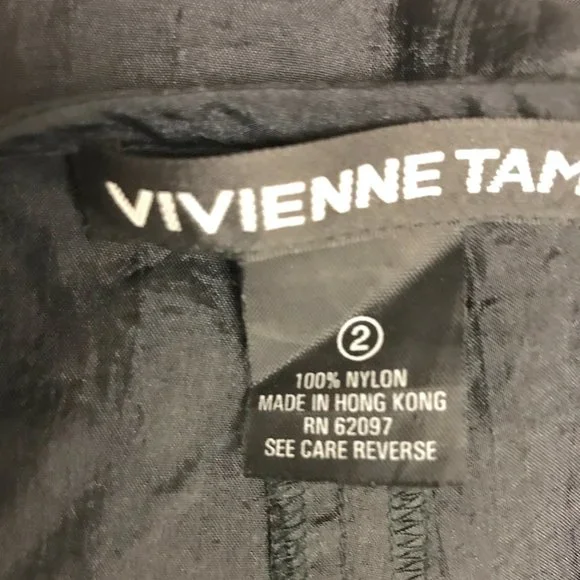 VIVIENNE TAM
2
100% NYLON
MADE IN HONG KONG
RN 62097
SEE CARE REVERSE